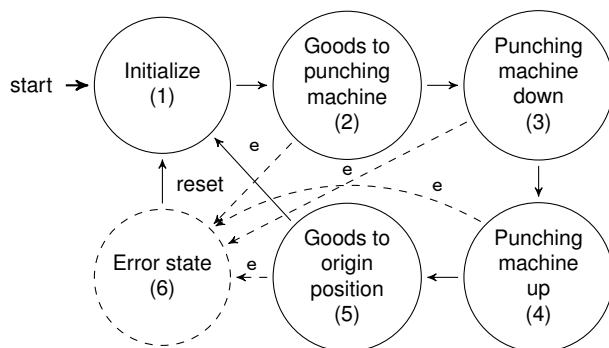 start
Initialize
(1)
Goods to
punching
machine
(2)
Punching
machine
down
(3)
e
e
e
reset
Error state
(6)
e
Goods to
origin
position
(5)
Punching
machine
up
(4)